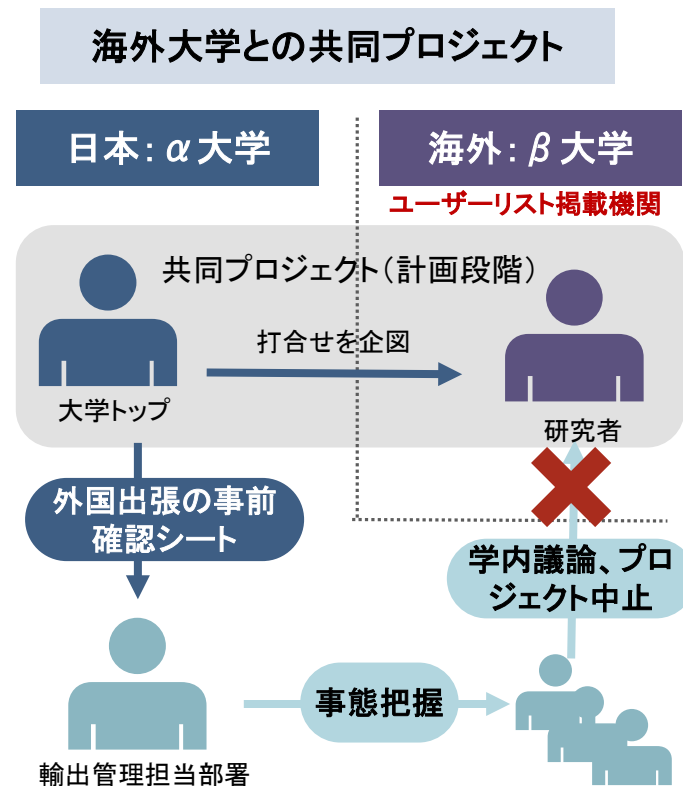 海外大学との共同プロジェクト
日本：α大学
海外：β大学
ユーザーリスト掲載機関
共同プロジェクト（計画段階）
打合せを企図
大学トップ
研究者
外国出張の事前
確認シート
学内議論、プロ
ジェクト中止
事態把握
輸出管理担当部署